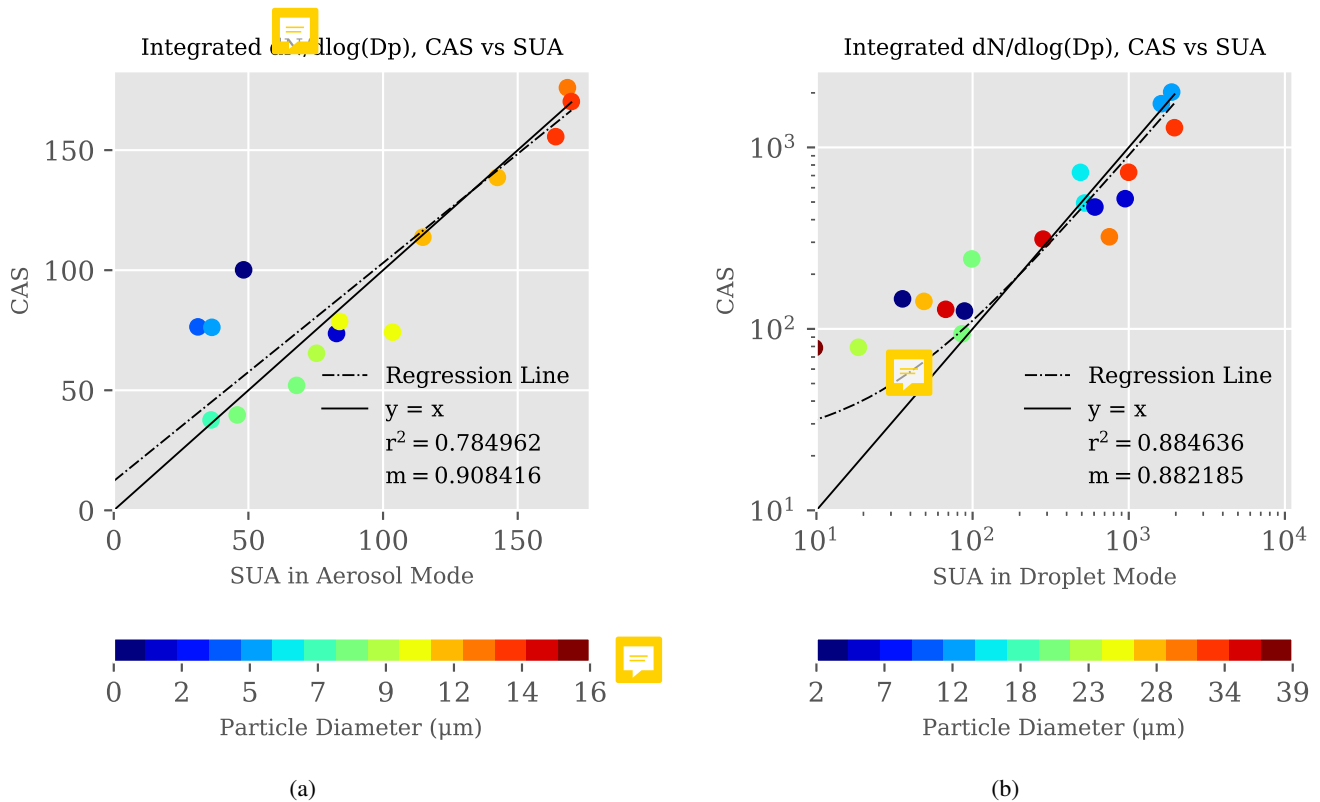 Integrated dN/dlog(Dp), CAS vs SUA
CAS
150
100
50
0
0 50 100 150
Regression Line
y = x
r² = 0.784962
m = 0.908416
SUA in Aerosol Mode
0 2 5 7 9 12 14 16
Particle Diameter (μm)
(a)
Integrated dN/dlog(Dp), CAS vs SUA
CAS
10³
10²
10¹
10¹ 10² 10³ 10⁴
Regression Line
y = x
r² = 0.884636
m = 0.882185
SUA in Droplet Mode
2 7 12 18 23 28 34 39
Particle Diameter (μm)
(b)